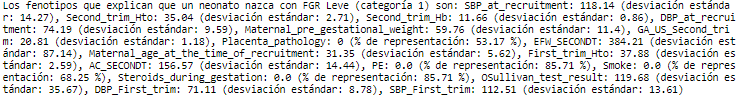 Los fenotipos que explican que un neonato nazca con FGR Leve (categoría 1) son: SBP_at_recruitment: 118.14 (desviación estánda
r: 14.27), Second_trim_Hto: 35.04 (desviación estándar: 2.71), Second_trim_Hb: 11.66 (desviación estándar: 0.86), DBP_at_recrui
tment: 74.19 (desviación estándar: 9.59), Maternal_pre_gestational_weight: 59.76 (desviación estándar: 11.4), GA_US_Second_tri
m: 20.81 (desviación estándar: 1.18), Placenta_pathology: 0 (% de representación: 53.17 %), EFW_SECONDT: 384.21 (desviación est
ándar: 87.14), Maternal_age_at_the_time_of_recruitment: 31.35 (desviación estándar: 5.62), First_trim_Hto: 37.88 (desviación es
tándar: 2.59), AC_SECONDT: 156.57 (desviación estándar: 14.44), PE: 0.0 (% de representación: 85.71 %), Smoke: 0.0 (% de repres
entación: 68.25 %), Steroids_during_gestation: 0.0 (% de representación: 85.71 %), OSullivan_test_result: 119.68 (desviación es
tándar: 35.67), DBP_First_trim: 71.11 (desviación estándar: 8.78), SBP_First_trim: 112.51 (desviación estándar: 13.61)